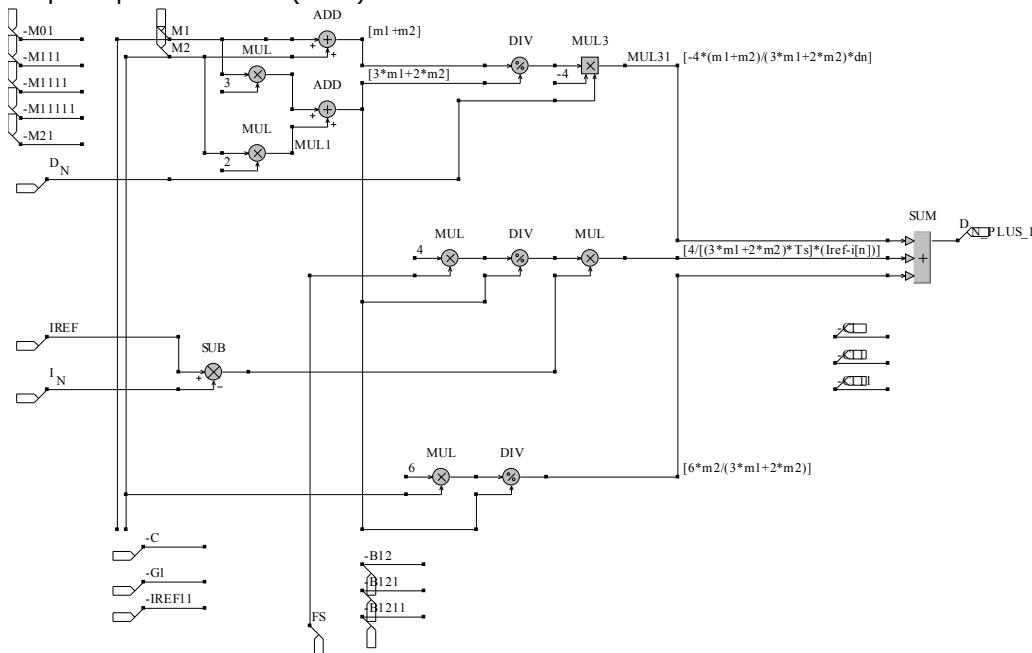 ADD
-M01
M1
[m1+m2]
M2
DIV
MUL3
-M111
MUL
MUL31
[-4*(m1+m2)/(3*m1+2*m2)*dn]
[3*m1+2*m2]
-4
3
ADD
-M1111
-M11111
MUL
MUL1
-M21
2
D
N
SUM
MUL
DIV
MUL
D
N_PLUS_1
4
[4/[(3*m1+2*m2)*Ts]*(Iref-i[n])]
IREF
SUB
I
N
MUL
DIV
6
[6*m2/(3*m1+2*m2)]
-C
-B12
-G1
-B121
-IREF11
-B1211
FS